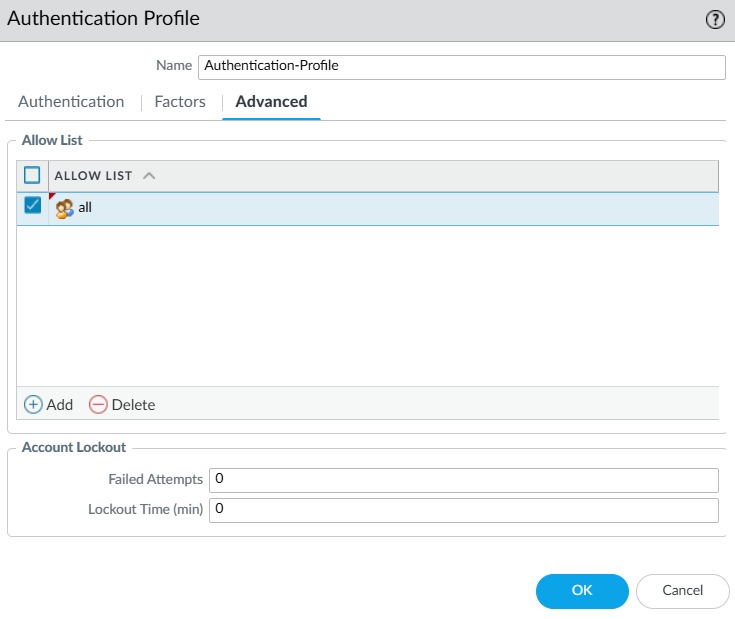 Authentication Profile ?
Name Authentication-Profile
Authentication Factors Advanced
Allow List
ALLOW LIST
all
Add Delete
Account Lockout
Failed Attempts 0
Lockout Time (min) 0
OK Cancel